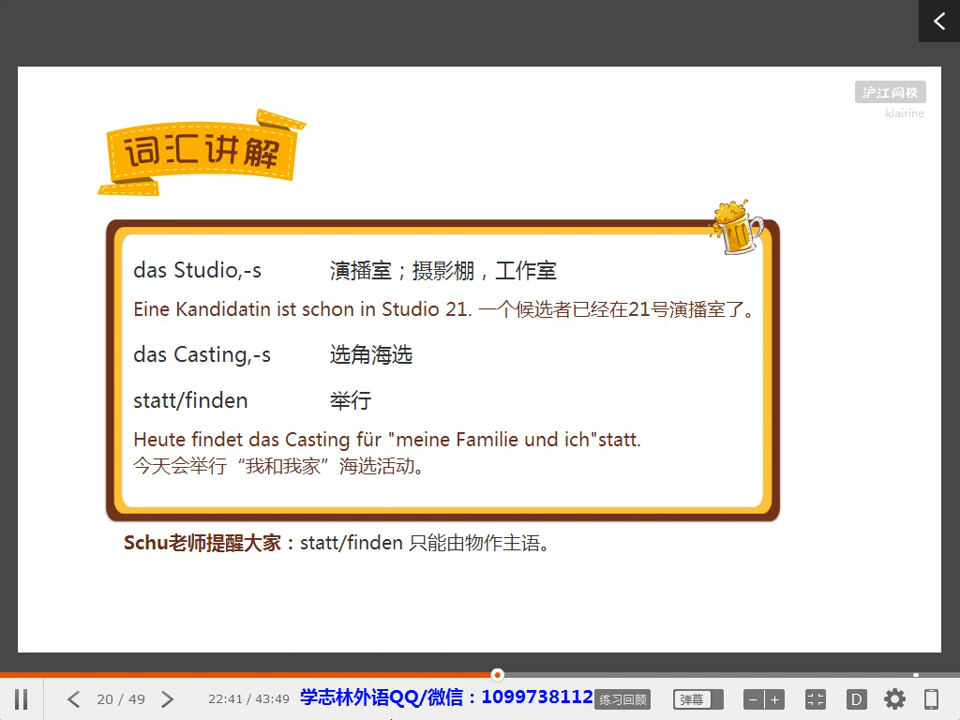 沪江网校
klairine
词汇讲解
das Studio,-s 演播室；摄影棚，工作室
Eine Kandidatin ist schon in Studio 21. 一个候选者已经在21号演播室了。
das Casting,-s 选角海选
statt/finden 举行
Heute findet das Casting für "meine Familie und ich"statt.
今天会举行“我和我家”海选活动。
Schu老师提醒大家：statt/finden 只能由物作主语。
20 / 49 22:41 / 43:49 学志林外语QQ/微信：1099738112 练习回顾 弹幕 D